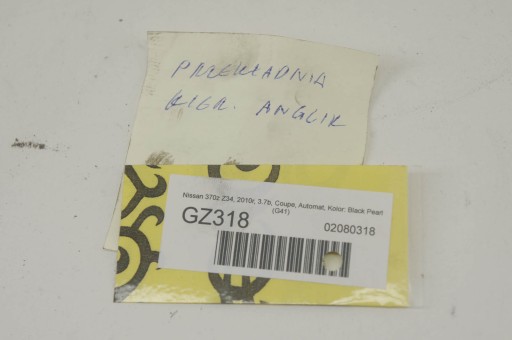 PRZEKŁADNIA
KIER. ANGLIK
Nissan 370z Z34, 2010r, 3.7b, Coupe, Automat, Kolor: Black Pearl
(G41)
GZ318
02080318